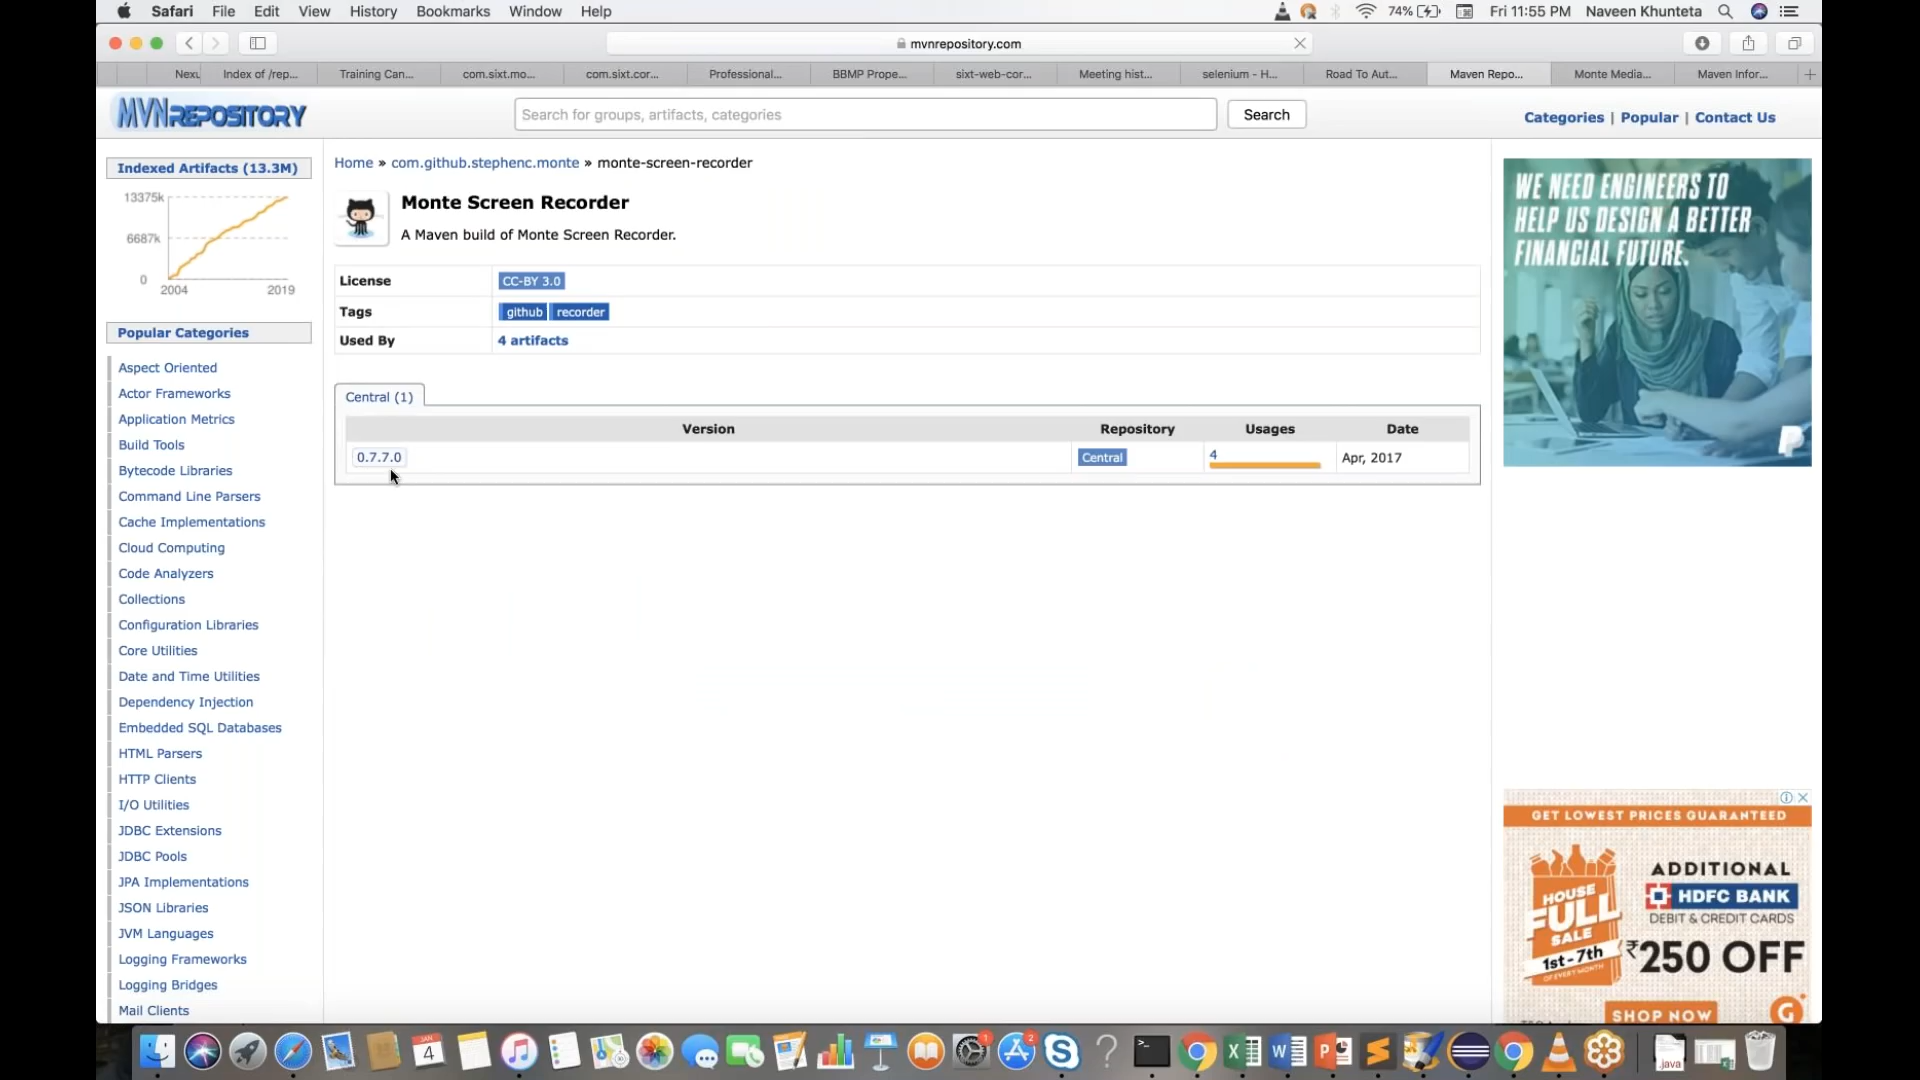 Safari File Edit View History Bookmarks Window Help 74% Fri 11:55 PM Naveen Khunteta
mvnrepository.com
Nexu Index of /rep... Training Can... com.sixt.mo... com.sixt.cor... Professional... BBMP Prope... sixt-web-cor... Meeting hist... selenium - H... Road To Aut... Maven Repo... Monte Media... Maven Infor...
MVNREPOSITORY Search for groups, artifacts, categories Search Categories | Popular | Contact Us
Indexed Artifacts (13.3M)
13375k
6687k
0
2004 2019
Popular Categories
Aspect Oriented
Actor Frameworks
Application Metrics
Build Tools
Bytecode Libraries
Command Line Parsers
Cache Implementations
Cloud Computing
Code Analyzers
Collections
Configuration Libraries
Core Utilities
Date and Time Utilities
Dependency Injection
Embedded SQL Databases
HTML Parsers
HTTP Clients
I/O Utilities
JDBC Extensions
JDBC Pools
JPA Implementations
JSON Libraries
JVM Languages
Logging Frameworks
Logging Bridges
Mail Clients
Home » com.github.stephenc.monte » monte-screen-recorder
Monte Screen Recorder
A Maven build of Monte Screen Recorder.
License CC-BY 3.0
Tags github recorder
Used By 4 artifacts
Central (1)
Version Repository Usages Date
0.7.7.0 Central 4 Apr, 2017
WE NEED ENGINEERS TO
HELP US DESIGN A BETTER
FINANCIAL FUTURE.
GET LOWEST PRICES GUARANTEED
HOUSE
FULL
SALE
1st - 7th
OF EVERY MONTH
ADDITIONAL
HDFC BANK
DEBIT & CREDIT CARDS
₹250 OFF
SHOP NOW
JAN
4
1
2
.java